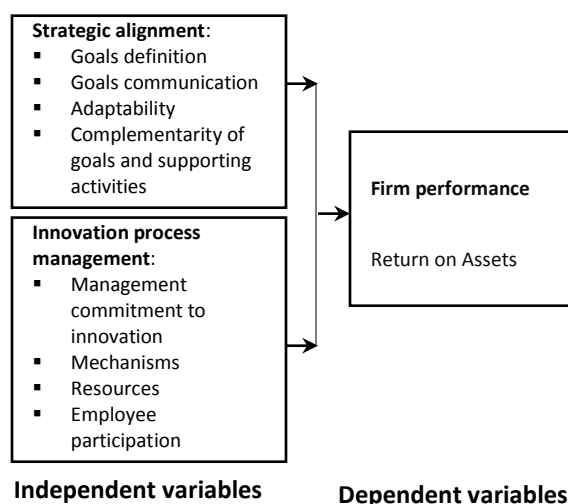 Strategic alignment:
▪ Goals definition
▪ Goals communication
▪ Adaptability
▪ Complementarity of
goals and supporting
activities
Innovation process
management:
▪ Management
commitment to
innovation
▪ Mechanisms
▪ Resources
▪ Employee
participation
Independent variables
Firm performance
Return on Assets
Dependent variables